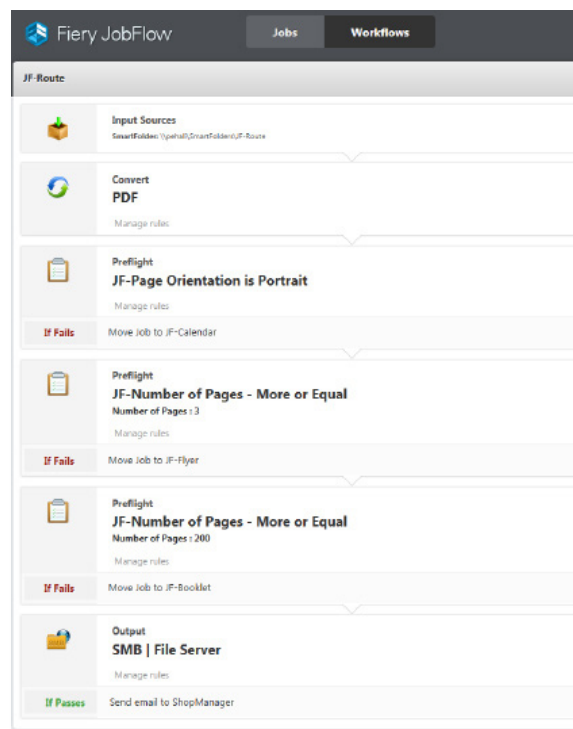 Fiery JobFlow
Jobs
Workflows
JF-Route
Input Sources
SmartFolder: \\pehall\SmartFolders\JF-Route
Convert
PDF
Manage rules
Preflight
JF-Page Orientation is Portrait
Manage rules
If Fails
Move Job to JF-Calendar
Preflight
JF-Number of Pages - More or Equal
Number of Pages : 3
Manage rules
If Fails
Move Job to JF-Flyer
Preflight
JF-Number of Pages - More or Equal
Number of Pages : 200
Manage rules
If Fails
Move Job to JF-Booklet
Output
SMB | File Server
Manage rules
If Passes
Send email to ShopManager